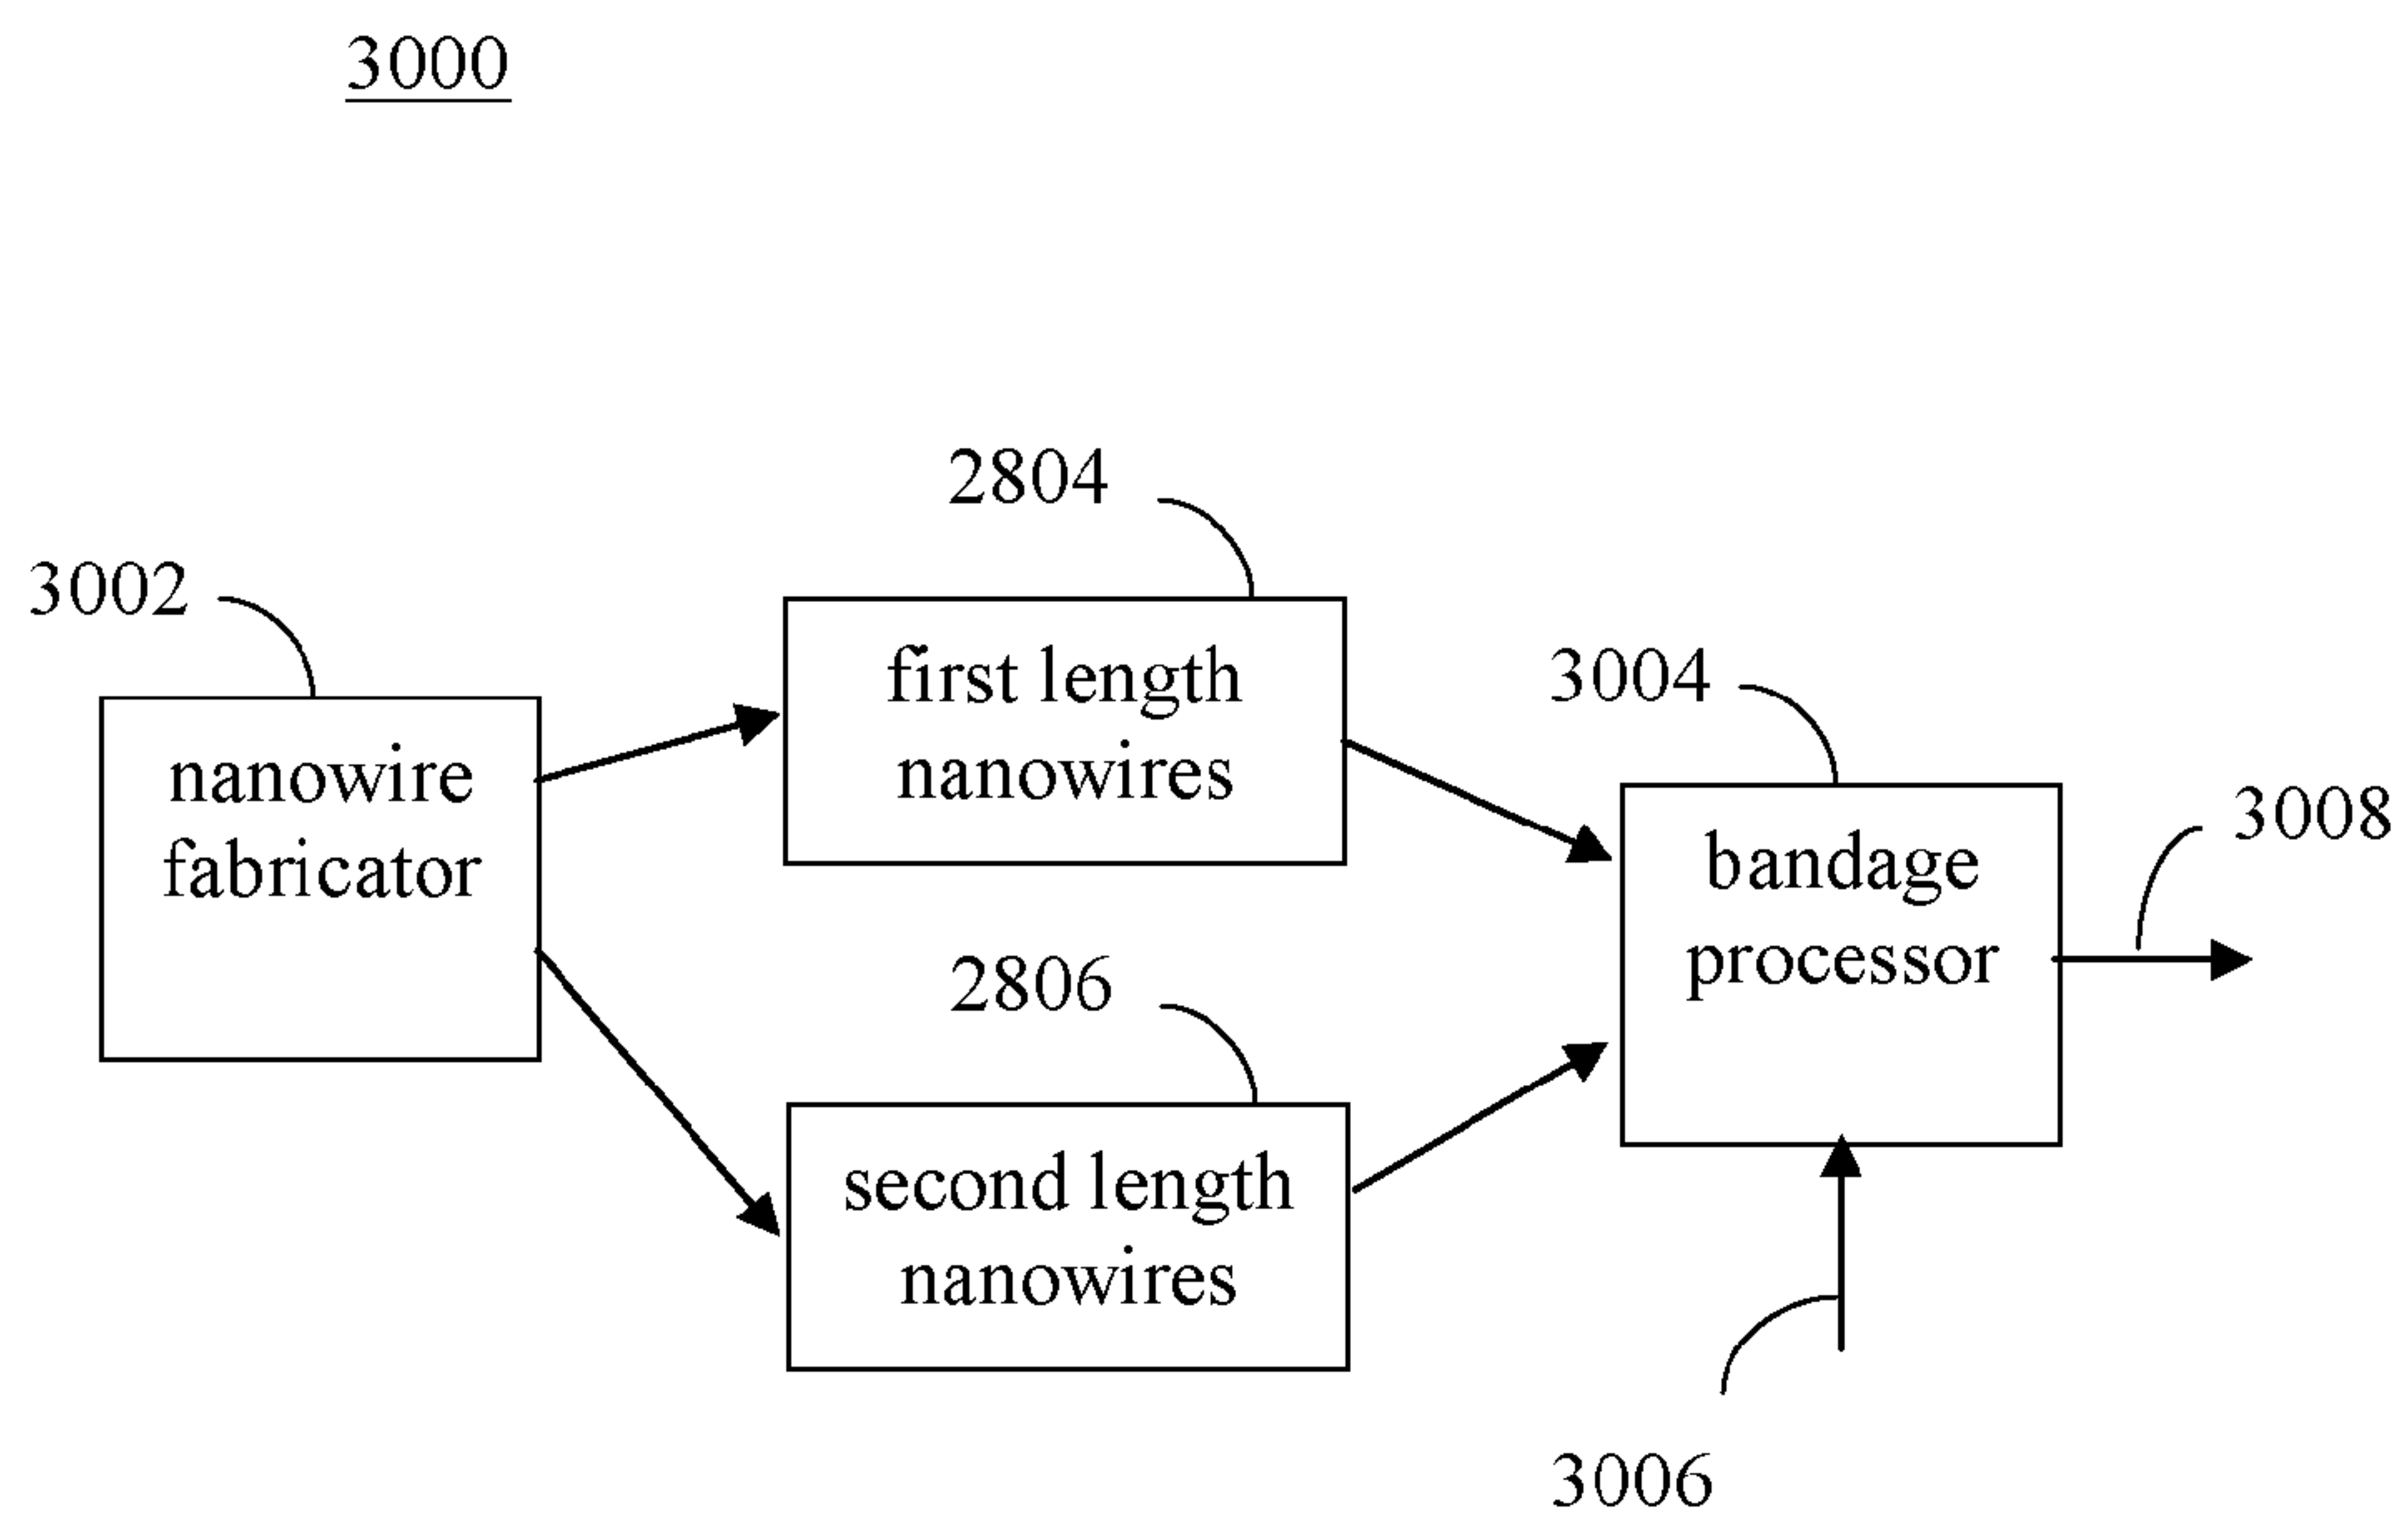 3000
2804
3002
first length
nanowires
3004
nanowire
fabricator
3008
bandage
processor
2806
second length
nanowires
3006